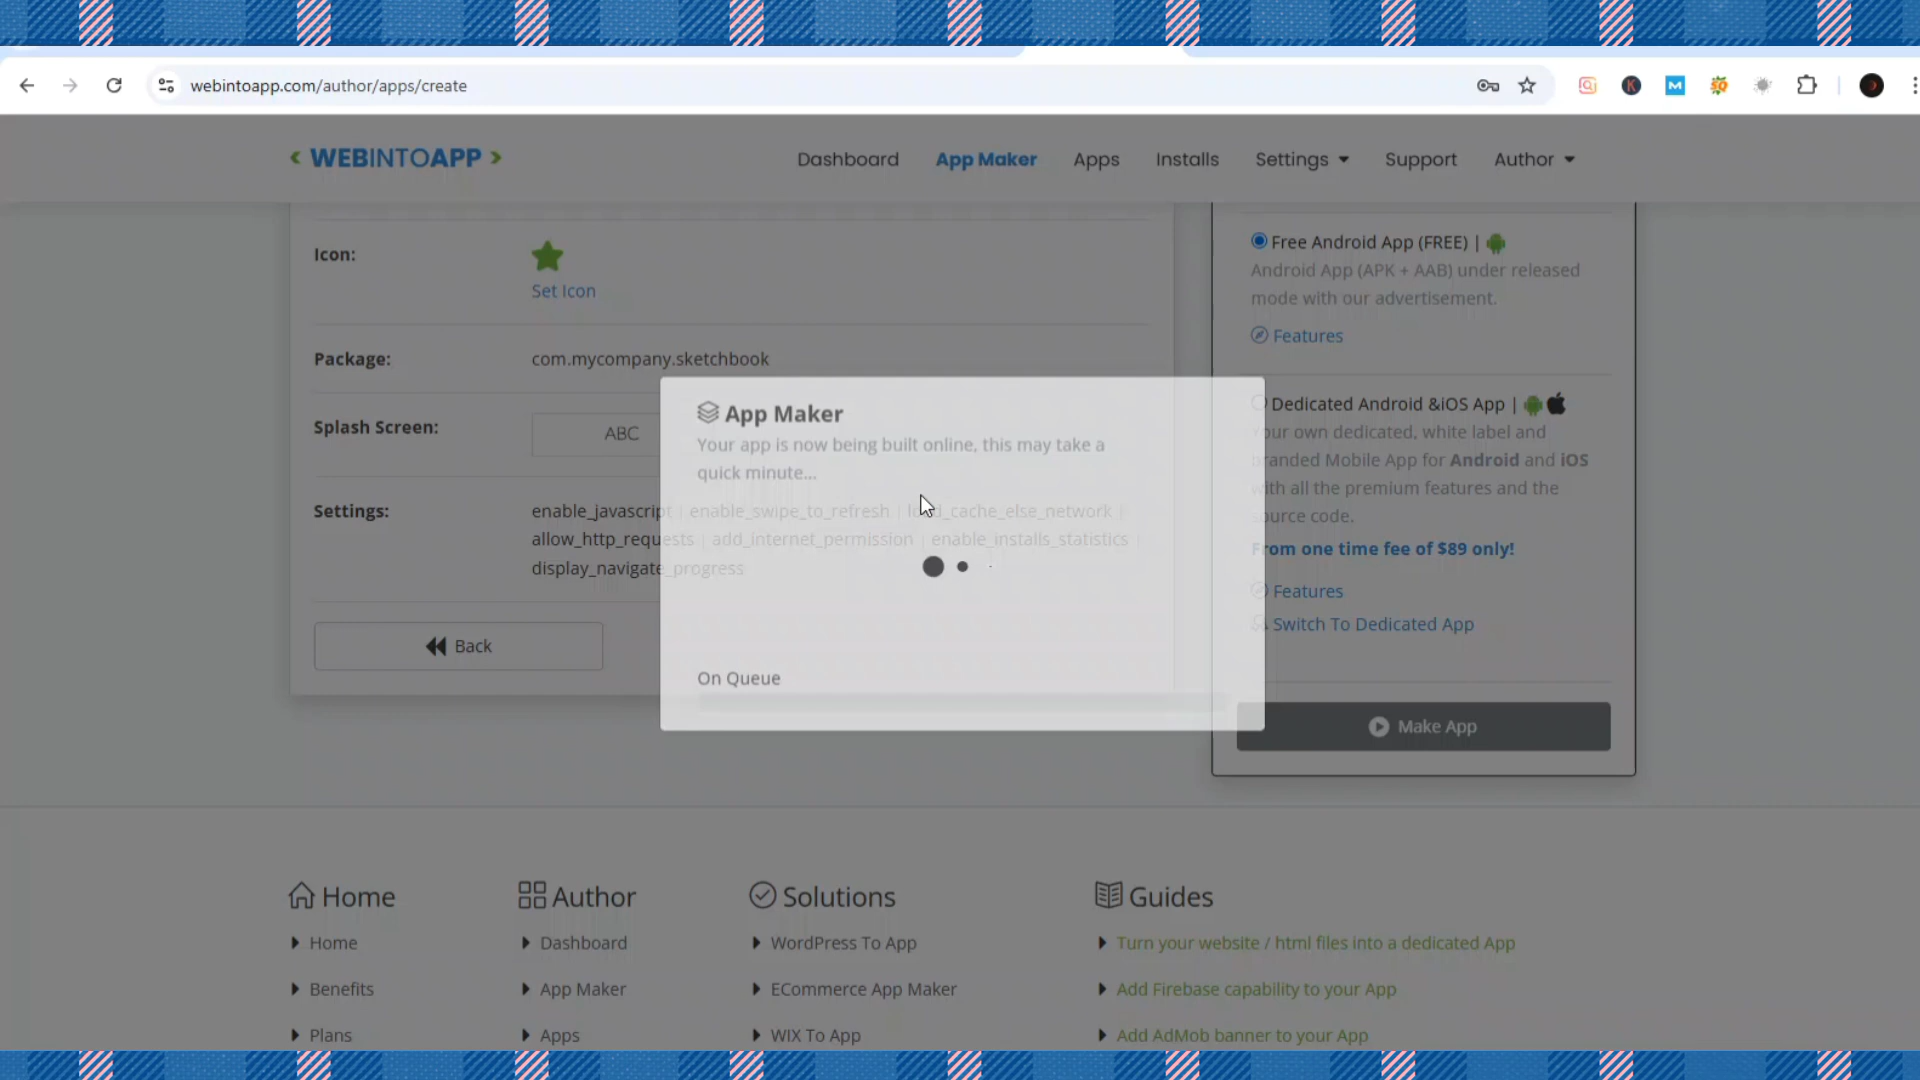 webintoapp.com/author/apps/create
WEBINTOAPP
Dashboard
App Maker
Apps
Installs
Settings
Support
Author
Icon:
Set Icon
Package:
com.mycompany.sketchbook
Splash Screen:
ABC
Settings:
enable_javascript | enable_swipe_to_refresh | load_cache_else_network |
allow_http_requests | add_internet_permission | enable_installs_statistics |
display_navigate_progress
Back
App Maker
Your app is now being built online, this may take a
quick minute...
On Queue
Free Android App (FREE) |
Android App (APK + AAB) under released
mode with our advertisement.
Features
Dedicated Android &iOS App |
Your own dedicated, white label and
branded Mobile App for Android and iOS
with all the premium features and the
source code.
From one time fee of $89 only!
Features
Switch To Dedicated App
Make App
Home
Home
Benefits
Plans
Author
Dashboard
App Maker
Apps
Solutions
WordPress To App
ECommerce App Maker
WIX To App
Guides
Turn your website / html files into a dedicated App
Add Firebase capability to your App
Add AdMob banner to your App